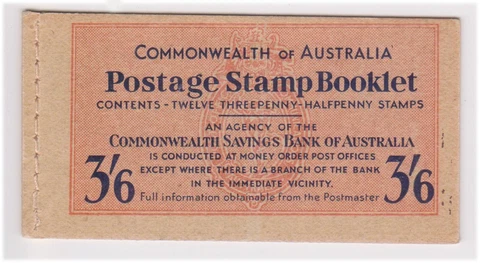 COMMONWEALTH OF AUSTRALIA
Postage Stamp Booklet
CONTENTS - TWELVE THREEPENNY-HALFPENNY STAMPS
AN AGENCY OF THE
COMMONWEALTH SAVINGS BANK OF AUSTRALIA
IS CONDUCTED AT MONEY ORDER POST OFFICES
EXCEPT WHERE THERE IS A BRANCH OF THE BANK
IN THE IMMEDIATE VICINITY.
3/6 3/6
Full information obtainable from the Postmaster